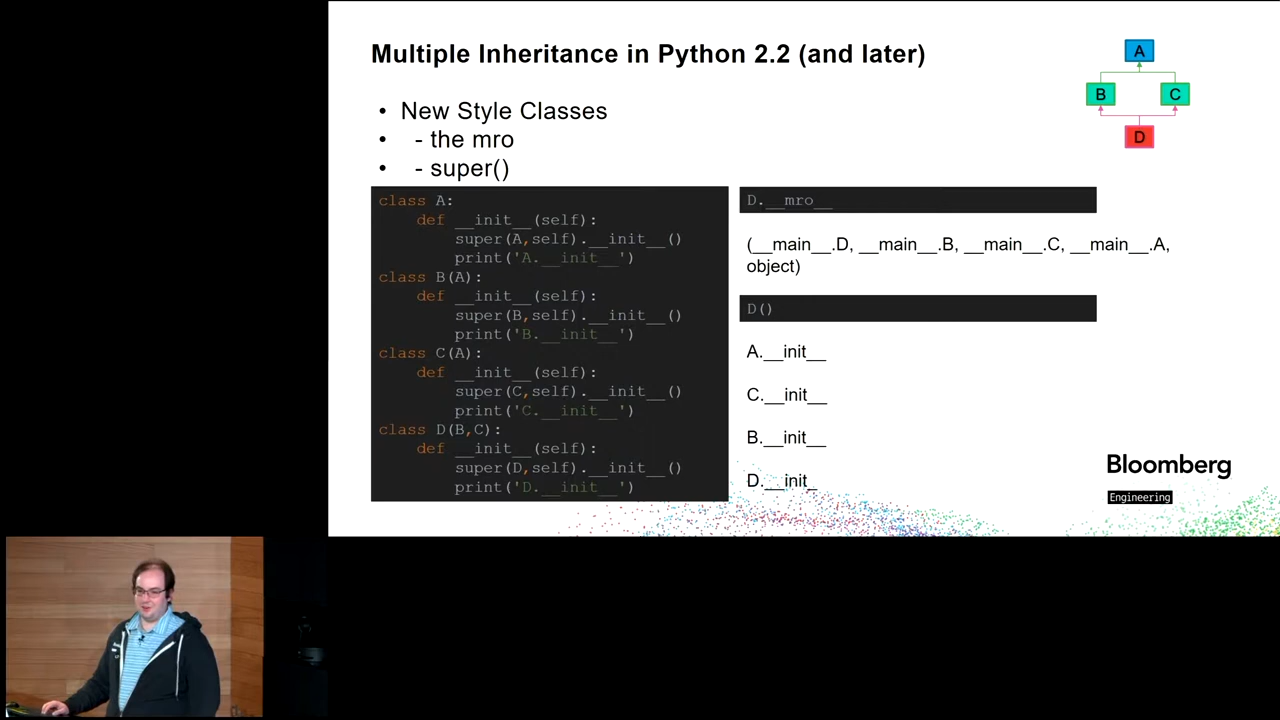 Multiple Inheritance in Python 2.2 (and later)
A
B C
D
• New Style Classes
• - the mro
• - super()
class A:
    def __init__(self):
        super(A,self).__init__()
        print('A.__init__')
class B(A):
    def __init__(self):
        super(B,self).__init__()
        print('B.__init__')
class C(A):
    def __init__(self):
        super(C,self).__init__()
        print('C.__init__')
class D(B,C):
    def __init__(self):
        super(D,self).__init__()
        print('D.__init__')
D.__mro__
(__main__.D, __main__.B, __main__.C, __main__.A,
object)
D()
A.__init__
C.__init__
B.__init__
D.__init_
Bloomberg
Engineering